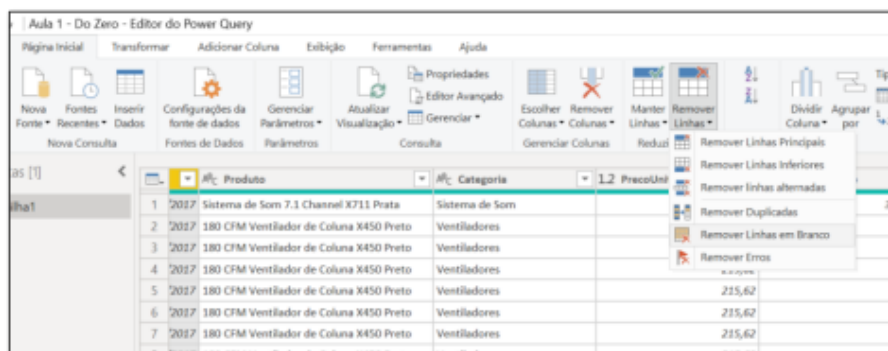 Aula 1 - Do Zero - Editor do Power Query
Página Inicial Transformar Adicionar Coluna Exibição Ferramentas Ajuda
Nova Fonte
Fontes Recentes
Inserir Dados
Nova Consulta
Configurações da fonte de dados
Fontes de Dados
Gerenciar Parâmetros
Parâmetros
Atualizar Visualização
Propriedades
Editor Avançado
Gerenciar
Consulta
Escolher Colunas
Remover Colunas
Gerenciar Colunas
Manter Linhas
Remover Linhas
Dividir Coluna
Agrupar por
Remover Linhas Principais
Remover Linhas Inferiores
Remover linhas alternadas
Remover Duplicadas
Remover Linhas em Branco
Remover Erros
[1]
Produto Categoria 1.2
1 2017 Sistema de Som 7.1 Channel X711 Prata Sistema de Som
2 2017 180 CFM Ventilador de Coluna X450 Preto Ventiladores
3 2017 180 CFM Ventilador de Coluna X450 Preto Ventiladores
4 2017 180 CFM Ventilador de Coluna X450 Preto Ventiladores
5 2017 180 CFM Ventilador de Coluna X450 Preto Ventiladores 215,62
6 2017 180 CFM Ventilador de Coluna X450 Preto Ventiladores 215,62
7 2017 180 CFM Ventilador de Coluna X450 Preto Ventiladores 215,62